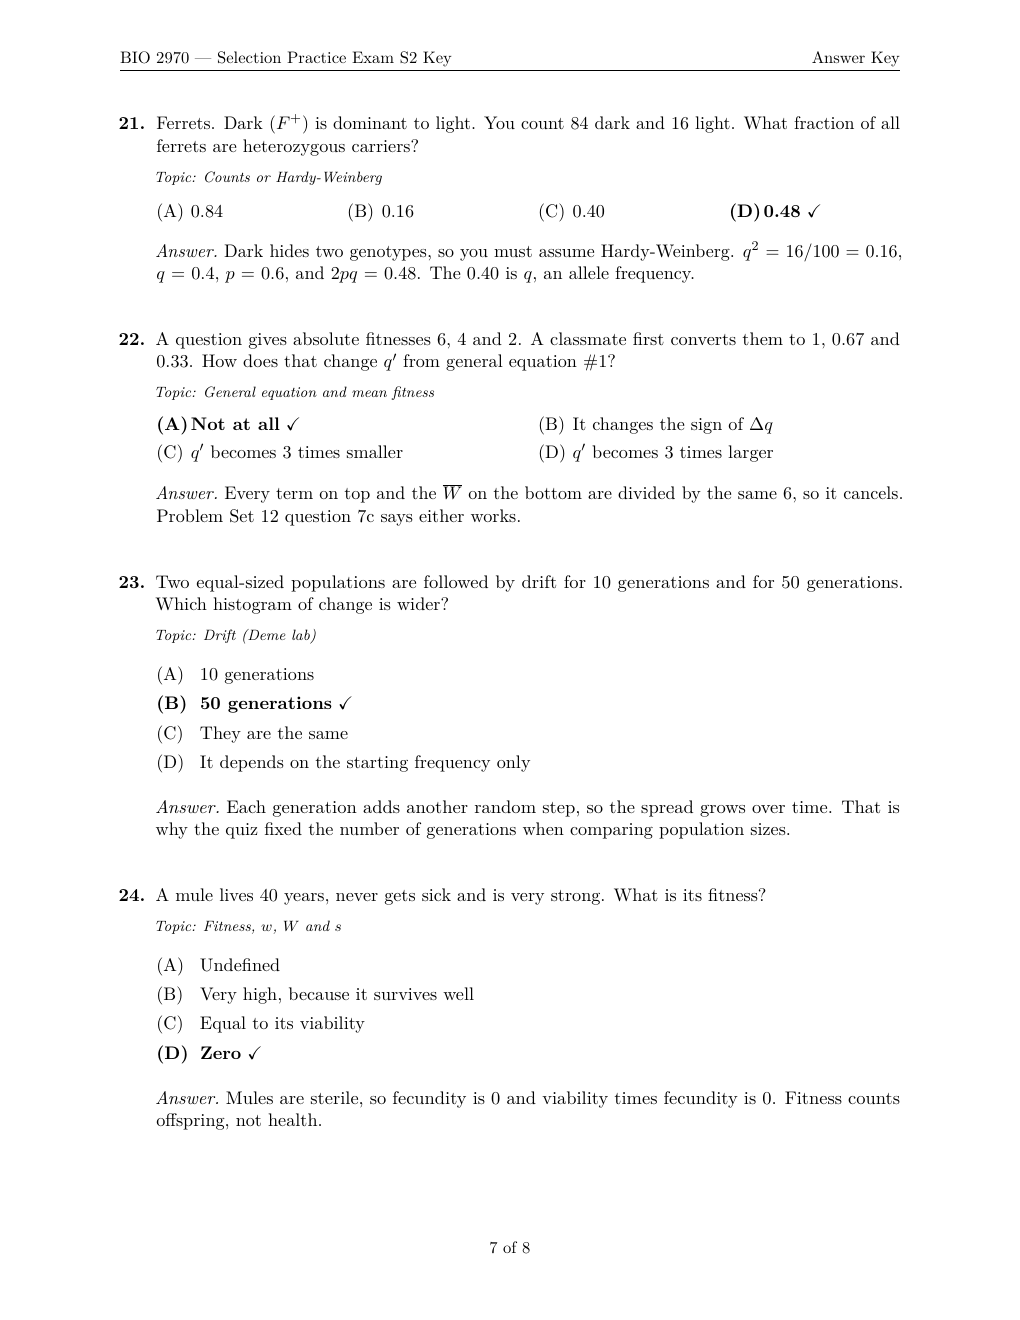 BIO 2970 — Selection Practice Exam S2 Key Answer Key
21. Ferrets. Dark (F⁺) is dominant to light. You count 84 dark and 16 light. What fraction of all
ferrets are heterozygous carriers?
Topic: Counts or Hardy-Weinberg
(A) 0.84 (B) 0.16 (C) 0.40 (D) 0.48 ✓
Answer. Dark hides two genotypes, so you must assume Hardy-Weinberg. q² = 16/100 = 0.16,
q = 0.4, p = 0.6, and 2pq = 0.48. The 0.40 is q, an allele frequency.
22. A question gives absolute fitnesses 6, 4 and 2. A classmate first converts them to 1, 0.67 and
0.33. How does that change q′ from general equation #1?
Topic: General equation and mean fitness
(A) Not at all ✓ (B) It changes the sign of Δq
(C) q′ becomes 3 times smaller (D) q′ becomes 3 times larger
Answer. Every term on top and the W̅ on the bottom are divided by the same 6, so it cancels.
Problem Set 12 question 7c says either works.
23. Two equal-sized populations are followed by drift for 10 generations and for 50 generations.
Which histogram of change is wider?
Topic: Drift (Deme lab)
(A) 10 generations
(B) 50 generations ✓
(C) They are the same
(D) It depends on the starting frequency only
Answer. Each generation adds another random step, so the spread grows over time. That is
why the quiz fixed the number of generations when comparing population sizes.
24. A mule lives 40 years, never gets sick and is very strong. What is its fitness?
Topic: Fitness, w, W and s
(A) Undefined
(B) Very high, because it survives well
(C) Equal to its viability
(D) Zero ✓
Answer. Mules are sterile, so fecundity is 0 and viability times fecundity is 0. Fitness counts
offspring, not health.
7 of 8